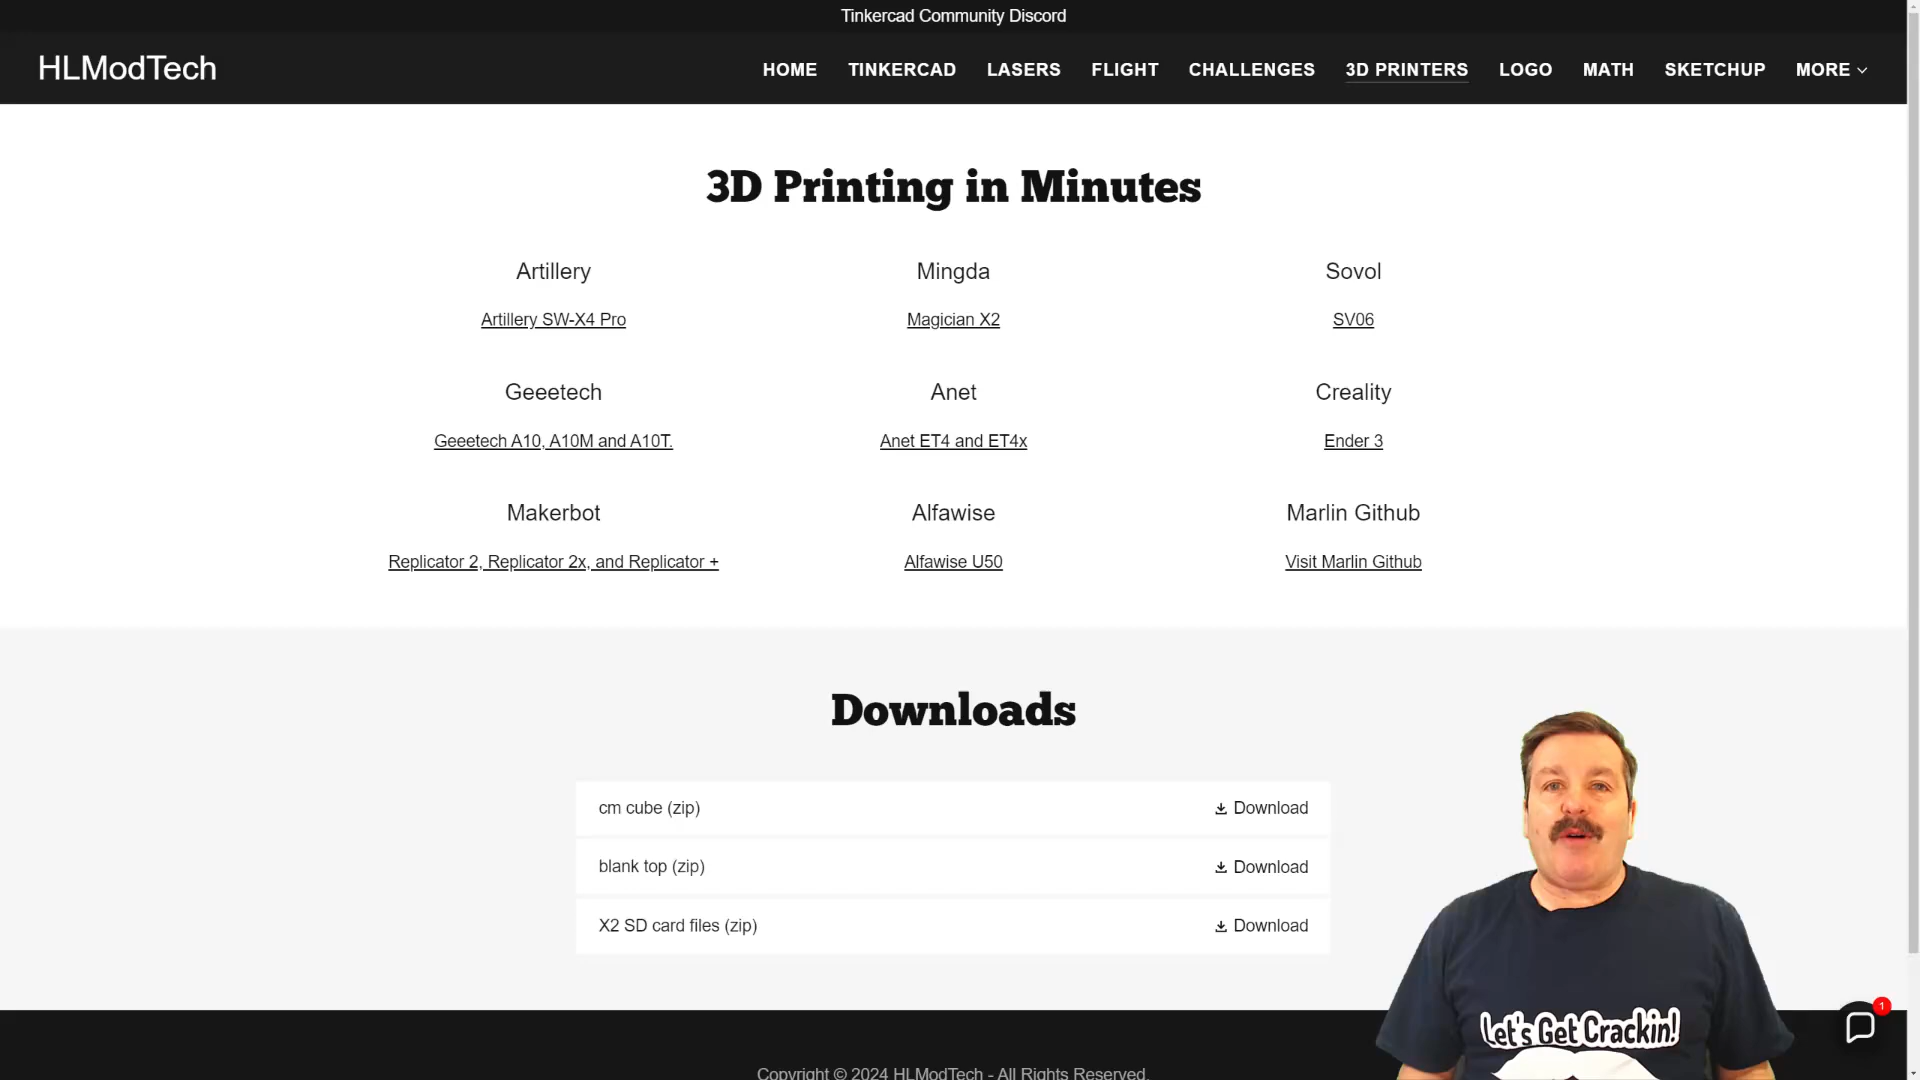 Tinkercad Community Discord
HLModTech
HOME TINKERCAD LASERS FLIGHT CHALLENGES 3D PRINTERS LOGO MATH SKETCHUP MORE
3D Printing in Minutes
Artillery Mingda Sovol
Artillery SW-X4 Pro Magician X2 SV06
Geeetech Anet Creality
Geeetech A10, A10M and A10T. Anet ET4 and ET4x Ender 3
Makerbot Alfawise Marlin Github
Replicator 2, Replicator 2x, and Replicator + Alfawise U50 Visit Marlin Github
Downloads
cm cube (zip) Download
blank top (zip) Download
X2 SD card files (zip) Download
1
Let's Get Crackin!
Copyright © 2024 HLModTech - All Rights Reserved.